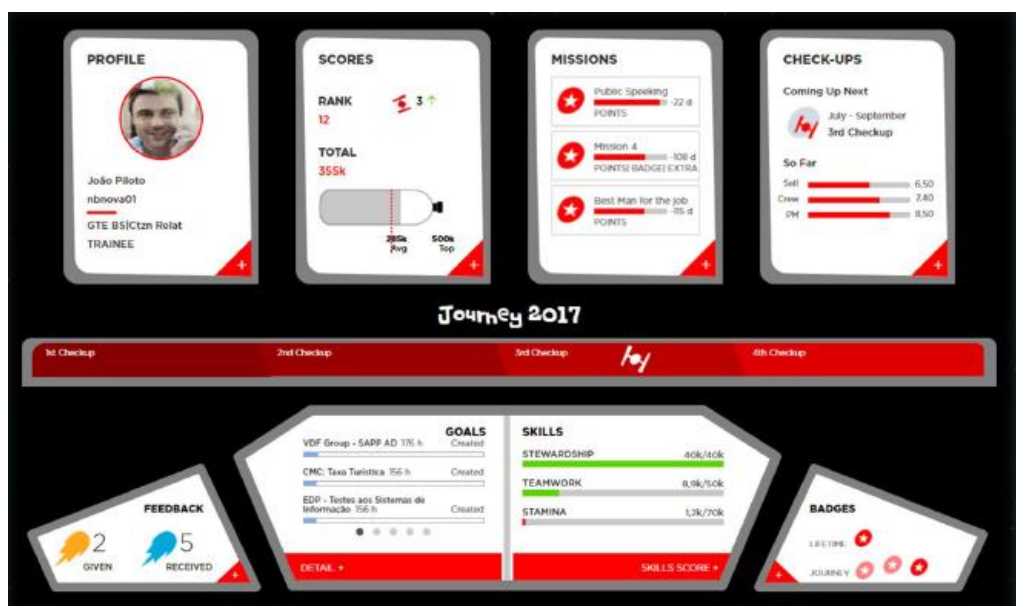 PROFILE
João Piloto
nbnova01
GTE BS|Ctzn Relat
TRAINEE
SCORES
RANK
3
12
TOTAL
355k
500k
Avg
Top
MISSIONS
Public Speeking
-22 d
POINTS
Mission 4
-108 d
POINTS| BADGE| EXTRA
Best Man for the job
-115 d
POINTS
CHECK-UPS
Coming Up Next
July - September
3rd Checkup
So Far
Self 6,50
Crew 7,40
PM 8,50
Journey 2017
1st Checkup
2nd Checkup
3rd Checkup
4th Checkup
GOALS
VDF Group - SAPP AD 176 h Created
CMC: Taxa Turística 156 h Created
EDP - Testes aos Sistemas de
Informação 156 h Created
DETAIL +
SKILLS
STEWARDSHIP 40k/40k
TEAMWORK 8,9k/50k
STAMINA 1,2k/70k
SKILLS SCORE +
FEEDBACK
2
GIVEN
5
RECEIVED
BADGES
LIFETIME
JOURNEY